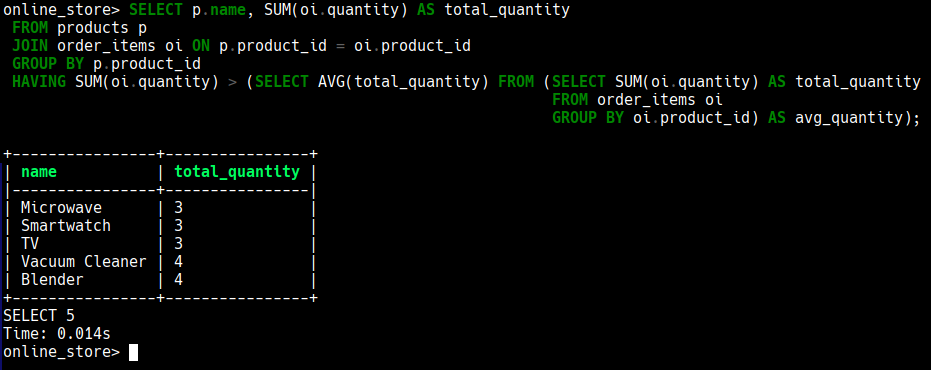 online_store> SELECT p.name, SUM(oi.quantity) AS total_quantity
FROM products p
JOIN order_items oi ON p.product_id = oi.product_id
GROUP BY p.product_id
HAVING SUM(oi.quantity) > (SELECT AVG(total_quantity) FROM (SELECT SUM(oi.quantity) AS total_quantity
FROM order_items oi
GROUP BY oi.product_id) AS avg_quantity);
+----------------+----------------+
| name           | total_quantity |
|----------------+----------------|
| Microwave      | 3              |
| Smartwatch     | 3              |
| TV             | 3              |
| Vacuum Cleaner | 4              |
| Blender        | 4              |
+----------------+----------------+
SELECT 5
Time: 0.014s
online_store>